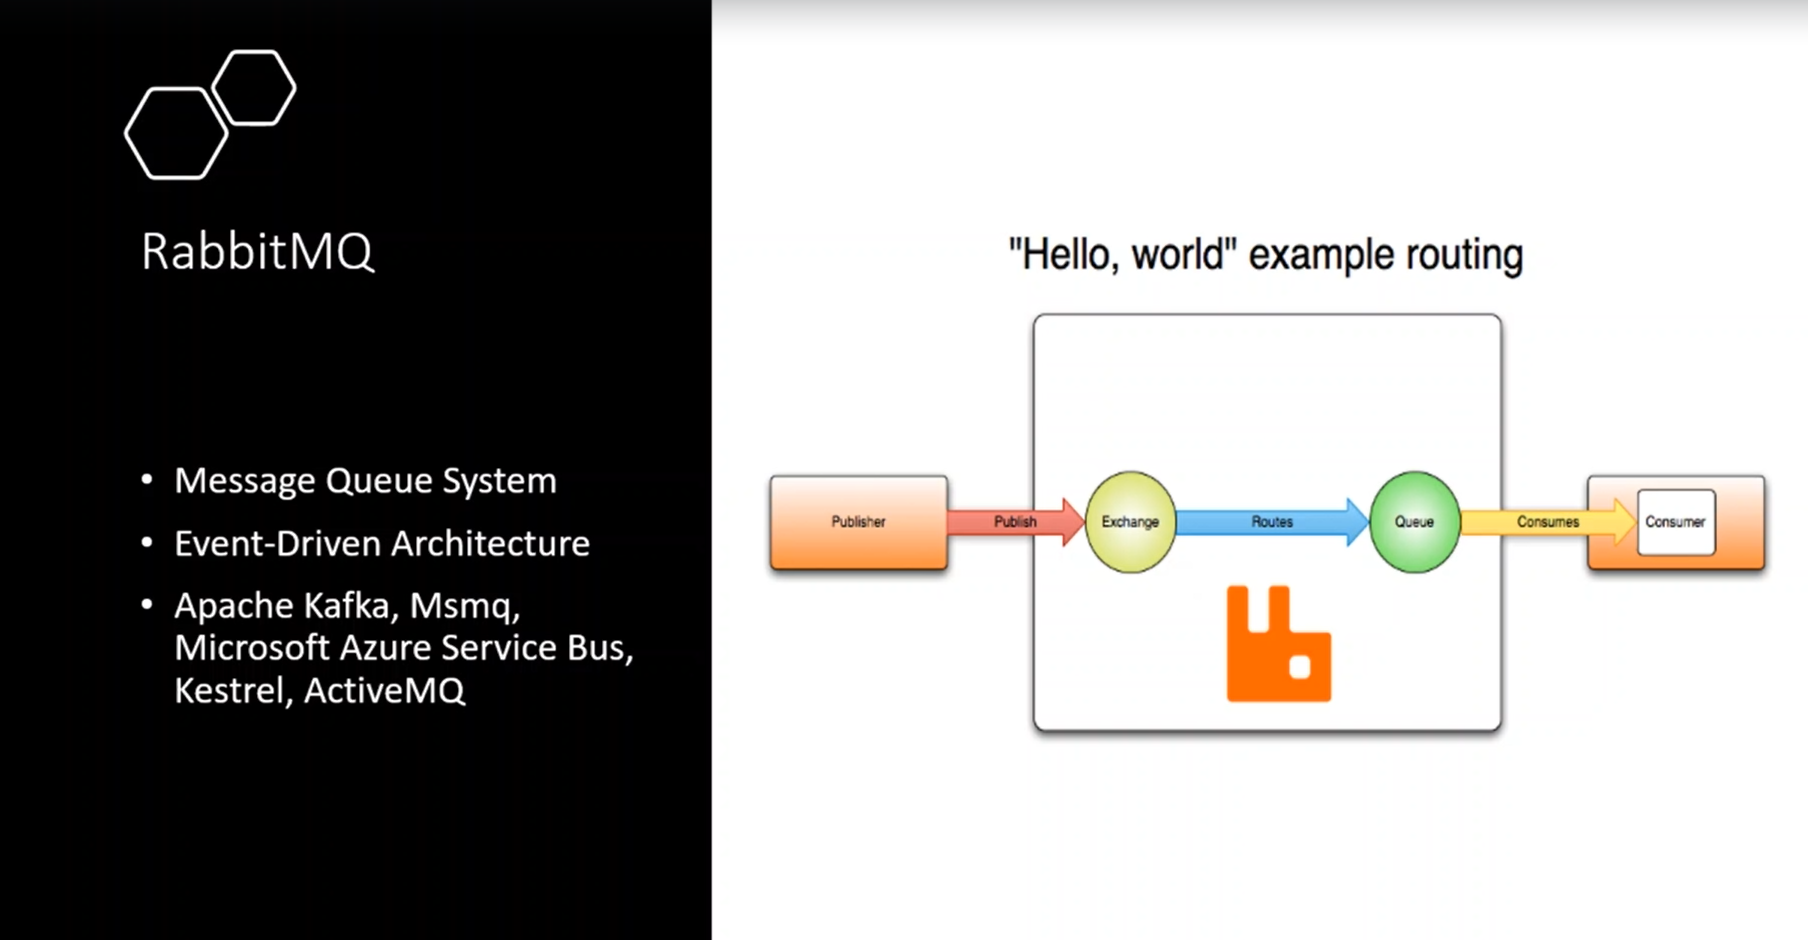 RabbitMQ
• Message Queue System
• Event-Driven Architecture
• Apache Kafka, Msmq,
Microsoft Azure Service Bus,
Kestrel, ActiveMQ
"Hello, world" example routing
Publisher
Publish
Exchange
Routes
Queue
Consumes
Consumer